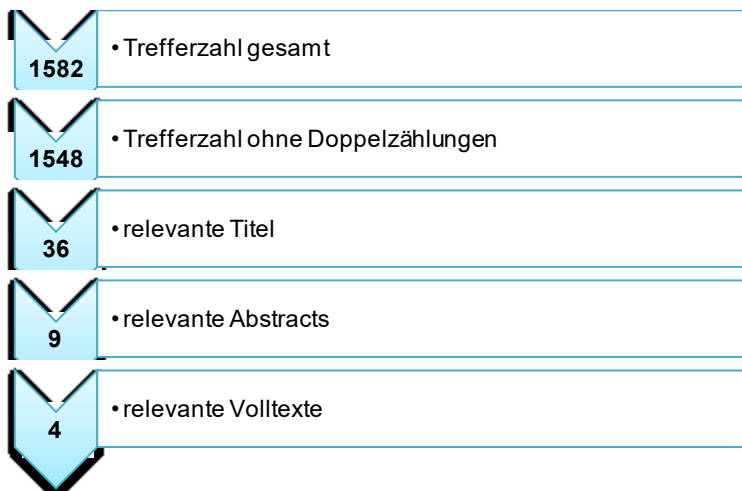 1582
• Trefferzahl gesamt
1548
• Trefferzahl ohne Doppelzählungen
36
• relevante Titel
9
• relevante Abstracts
4
• relevante Volltexte